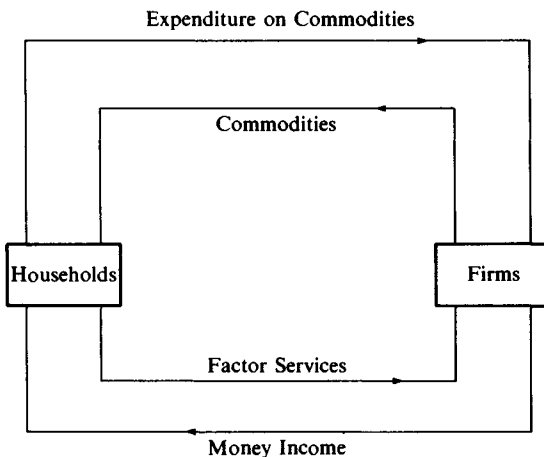 Expenditure on Commodities
Commodities
Households
Firms
Factor Services
Money Income